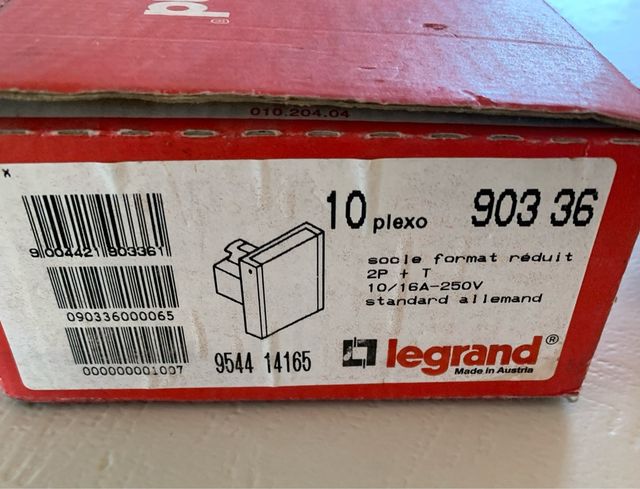 010.204.04
10 plexo 903 36
socle format réduit
2P + T
10/16A-250V
standard allemand
9 004421 903361
090336000065
000000001007
9544 14165
legrand®
Made in Austria